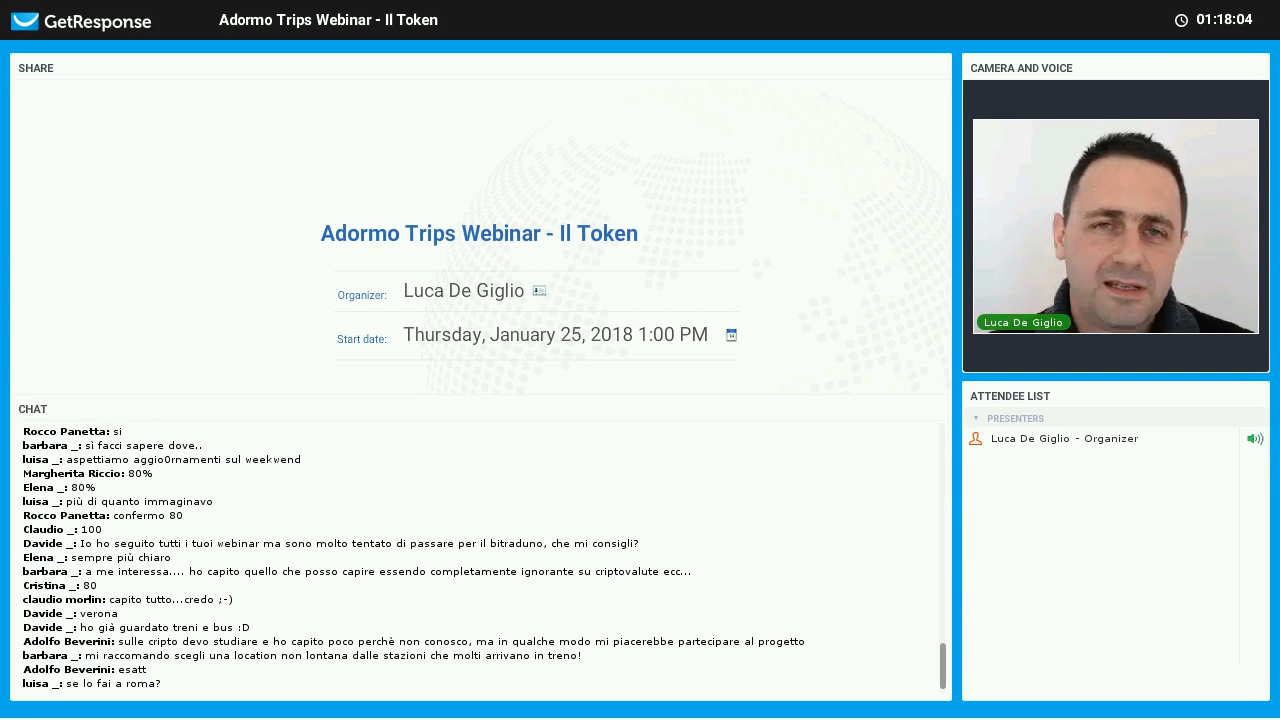 GetResponse
Adormo Trips Webinar - Il Token
01:18:04
SHARE
Adormo Trips Webinar - Il Token
Organizer: Luca De Giglio
Start date: Thursday, January 25, 2018 1:00 PM
CHAT
Rocco Panetta: si
barbara _: sì facci sapere dove..
luisa _: aspettiamo aggio0rnamenti sul weekwend
Margherita Riccio: 80%
Elena _: 80%
luisa _: più di quanto immaginavo
Rocco Panetta: confermo 80
Claudio _: 100
Davide _: Io ho seguito tutti i tuoi webinar ma sono molto tentato di passare per il bitraduno, che mi consigli?
Elena _: sempre più chiaro
barbara _: a me interessa.... ho capito quello che posso capire essendo completamente ignorante su criptovalute ecc...
Cristina _: 80
claudio morlin: capito tutto...credo ;-)
Davide _: verona
Davide _: ho già guardato treni e bus :D
Adolfo Beverini: sulle cripto devo studiare e ho capito poco perchè non conosco, ma in qualche modo mi piacerebbe partecipare al progetto
barbara _: mi raccomando scegli una location non lontana dalle stazioni che molti arrivano in treno!
Adolfo Beverini: esatt
luisa _: se lo fai a roma?
CAMERA AND VOICE
Luca De Giglio
ATTENDEE LIST
PRESENTERS
Luca De Giglio - Organizer